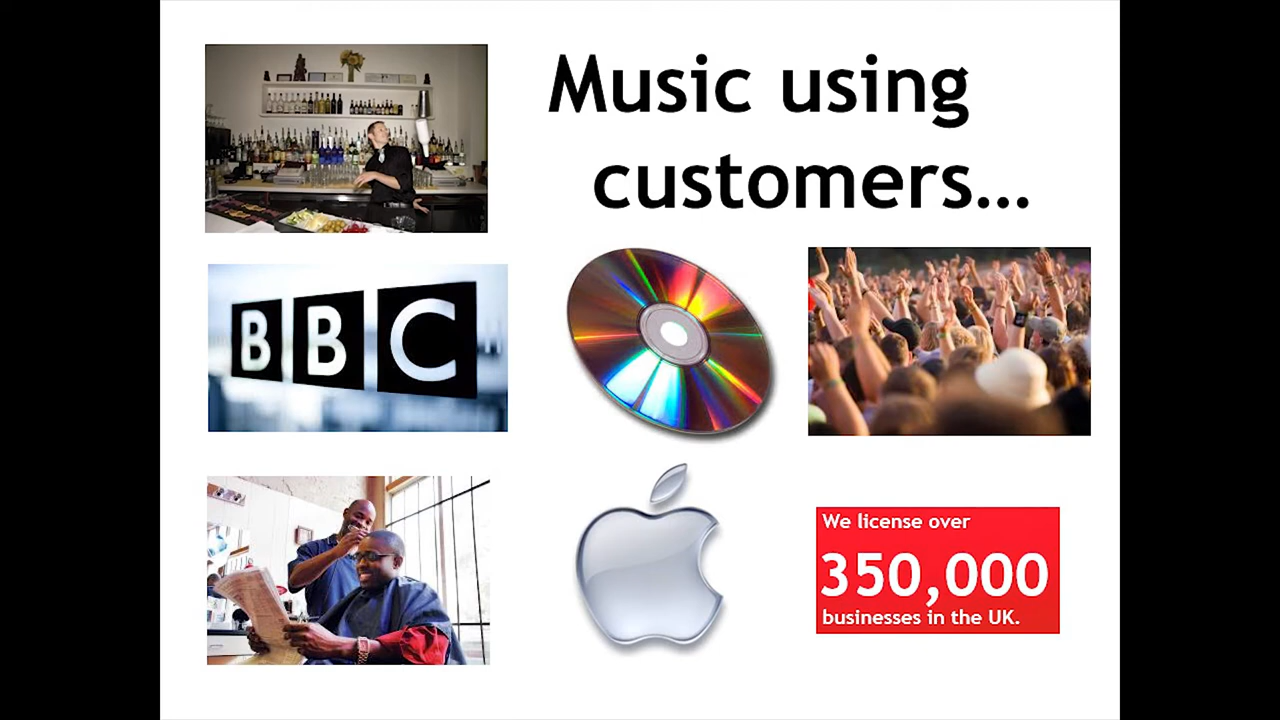 Music using
customers...
BBC
We license over
350,000
businesses in the UK.